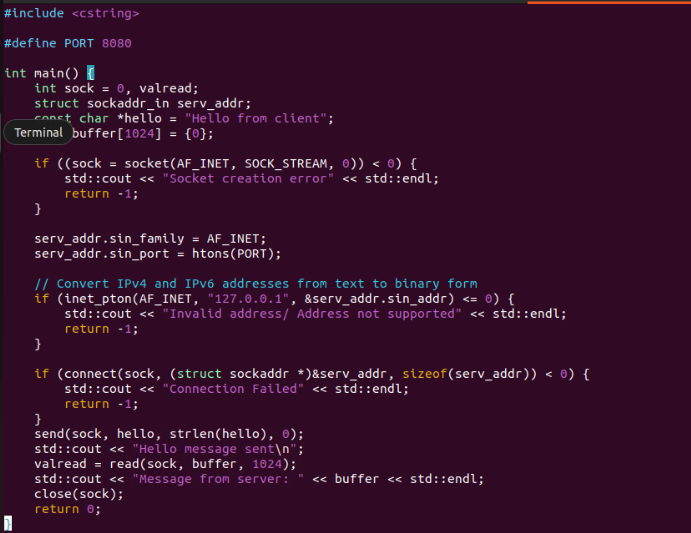 #include <cstring>
#define PORT 8080
int main() {
int sock = 0, valread;
struct sockaddr_in serv_addr;
const char *hello = "Hello from client";
Terminal buffer[1024] = {0};
if ((sock = socket(AF_INET, SOCK_STREAM, 0)) < 0) {
std::cout << "Socket creation error" << std::endl;
return -1;
}
serv_addr.sin_family = AF_INET;
serv_addr.sin_port = htons(PORT);
// Convert IPv4 and IPv6 addresses from text to binary form
if (inet_pton(AF_INET, "127.0.0.1", &serv_addr.sin_addr) <= 0) {
std::cout << "Invalid address/ Address not supported" << std::endl;
return -1;
}
if (connect(sock, (struct sockaddr *)&serv_addr, sizeof(serv_addr)) < 0) {
std::cout << "Connection Failed" << std::endl;
return -1;
}
send(sock, hello, strlen(hello), 0);
std::cout << "Hello message sent\n";
valread = read(sock, buffer, 1024);
std::cout << "Message from server: " << buffer << std::endl;
close(sock);
return 0;
}